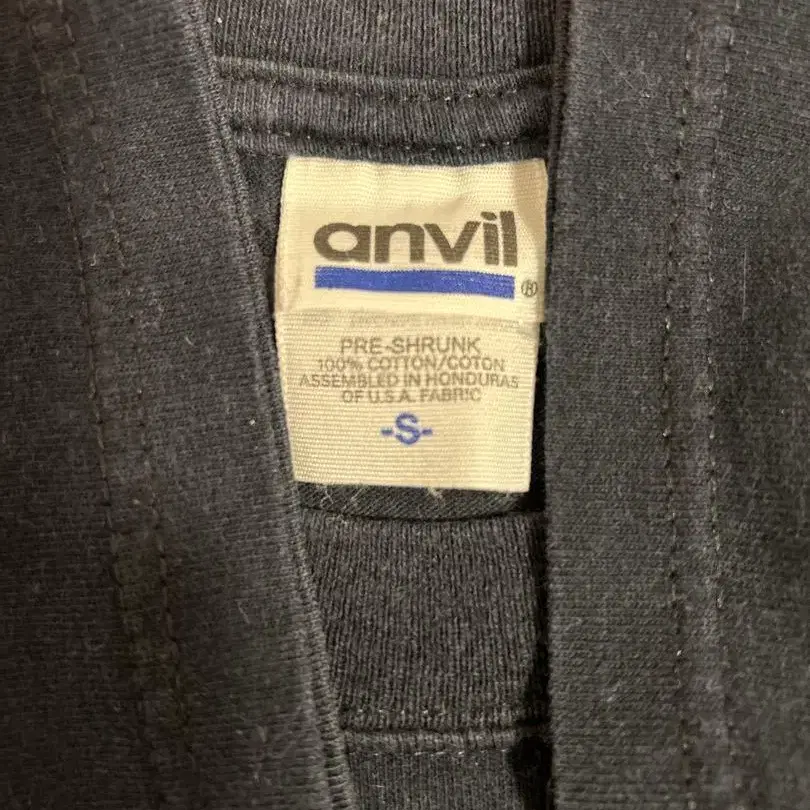 anvil
®
PRE-SHRUNK
100% COTTON/COTON
ASSEMBLED IN HONDURAS
OF U.S.A. FABRIC
-S-